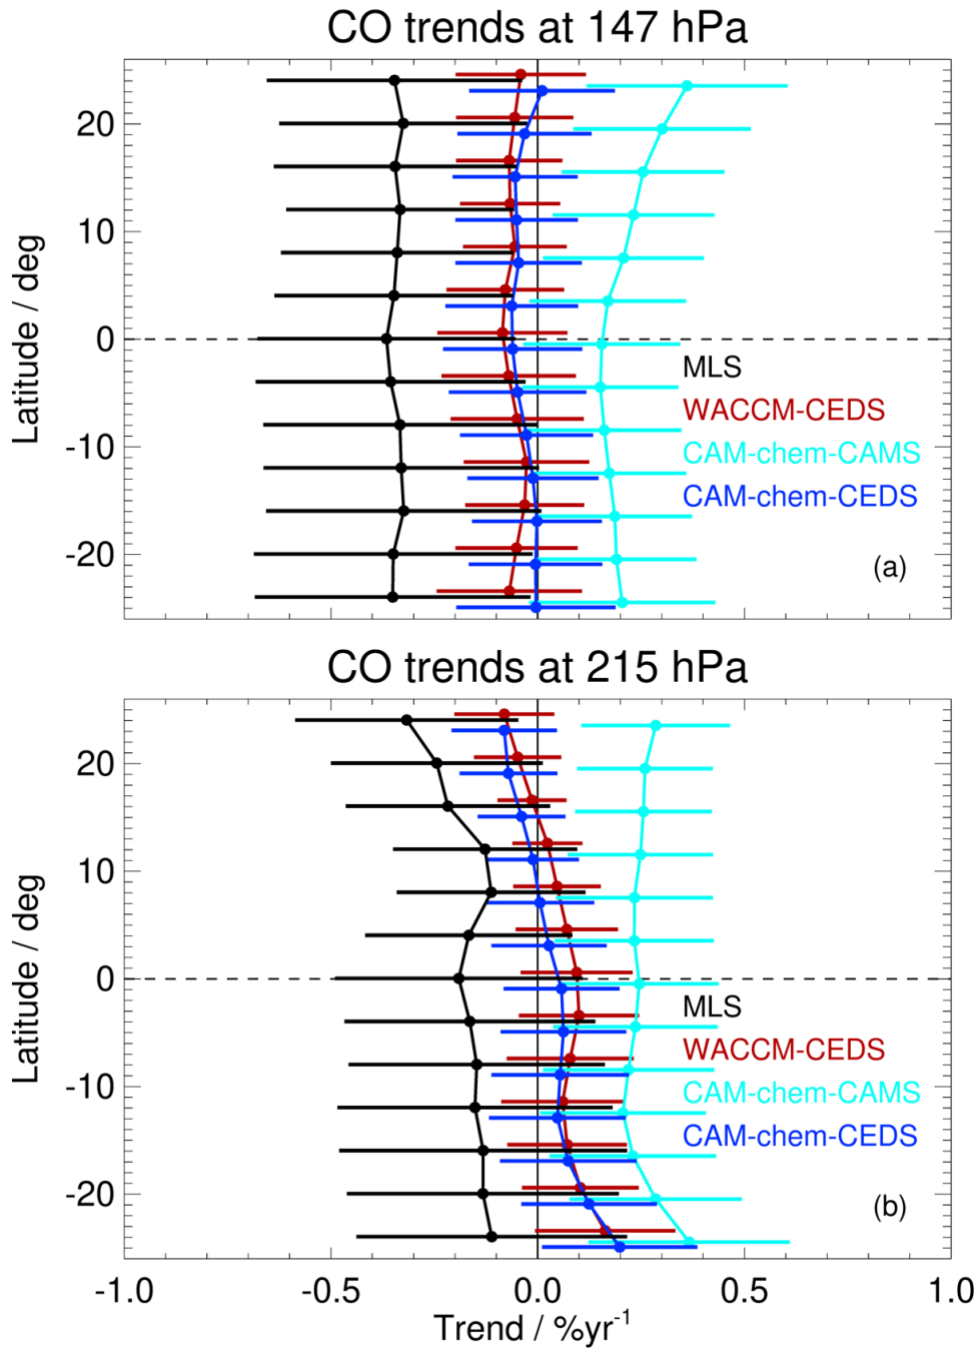 CO trends at 147 hPa
Latitude / deg
20
10
0
-10
-20
MLS
WACCM-CEDS
CAM-chem-CAMS
CAM-chem-CEDS
(a)
CO trends at 215 hPa
Latitude / deg
20
10
0
-10
-20
MLS
WACCM-CEDS
CAM-chem-CAMS
CAM-chem-CEDS
(b)
-1.0 -0.5 0.0 0.5 1.0
Trend / %yr⁻¹